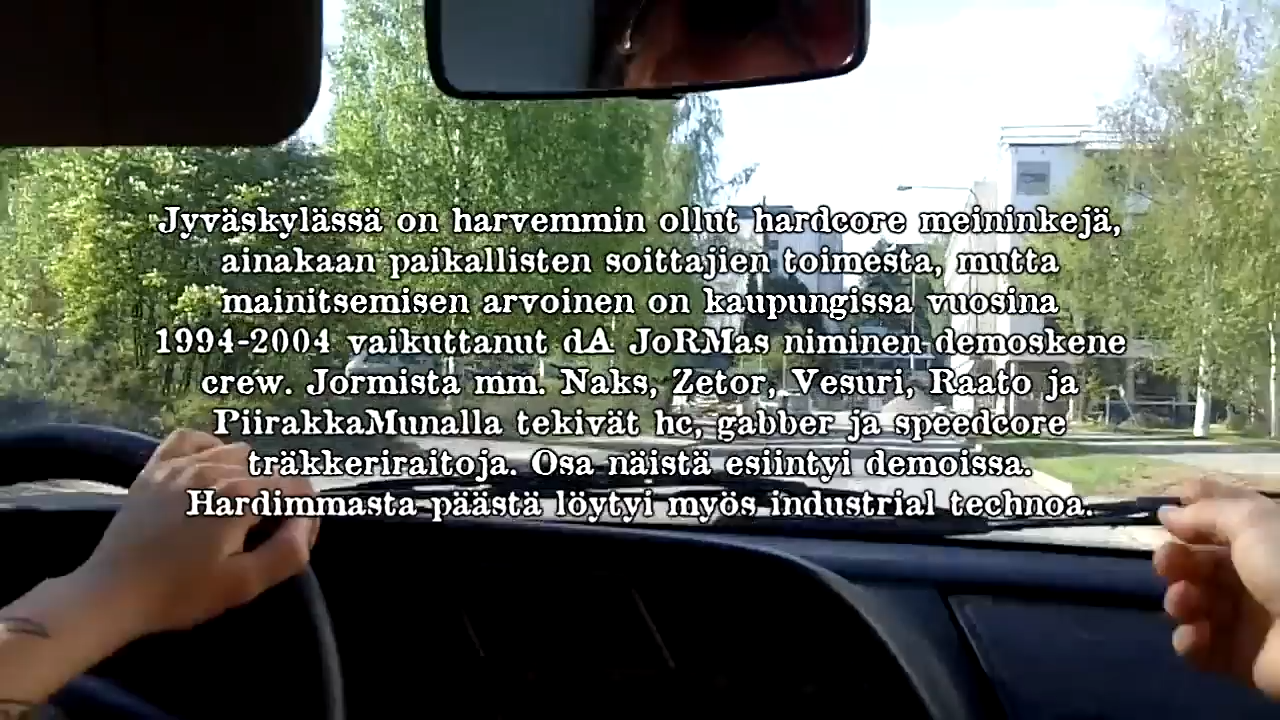 Jyväskylässä on harvemmin ollut hardcore meininkejä,
ainakaan paikallisten soittajien toimesta, mutta
mainitsemisen arvoinen on kaupungissa vuosina
1994-2004 vaikuttanut dA JoRMas niminen demoskene
crew. Jormista mm. Naks, Zetor, Vesuri, Raato ja
PiirakkaMunalla tekivät hc, gabber ja speedcore
träkkeriraitoja. Osa näistä esiintyi demoissa.
Hardimmasta päästä löytyi myös industrial technoa.